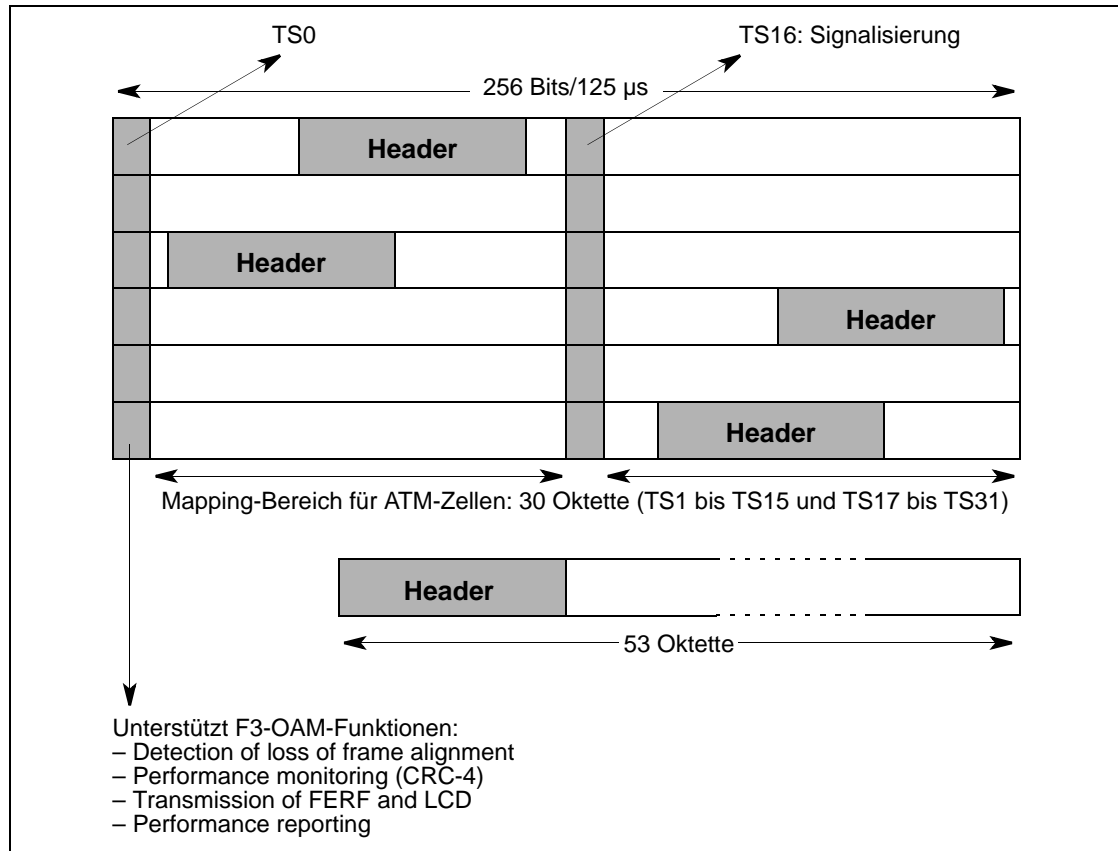 TS0
TS16: Signalisierung
256 Bits/125 µs
Header
Header
Header
Header
Mapping-Bereich für ATM-Zellen: 30 Oktette (TS1 bis TS15 und TS17 bis TS31)
Header
53 Oktette
Unterstützt F3-OAM-Funktionen:
– Detection of loss of frame alignment
– Performance monitoring (CRC-4)
– Transmission of FERF and LCD
– Performance reporting